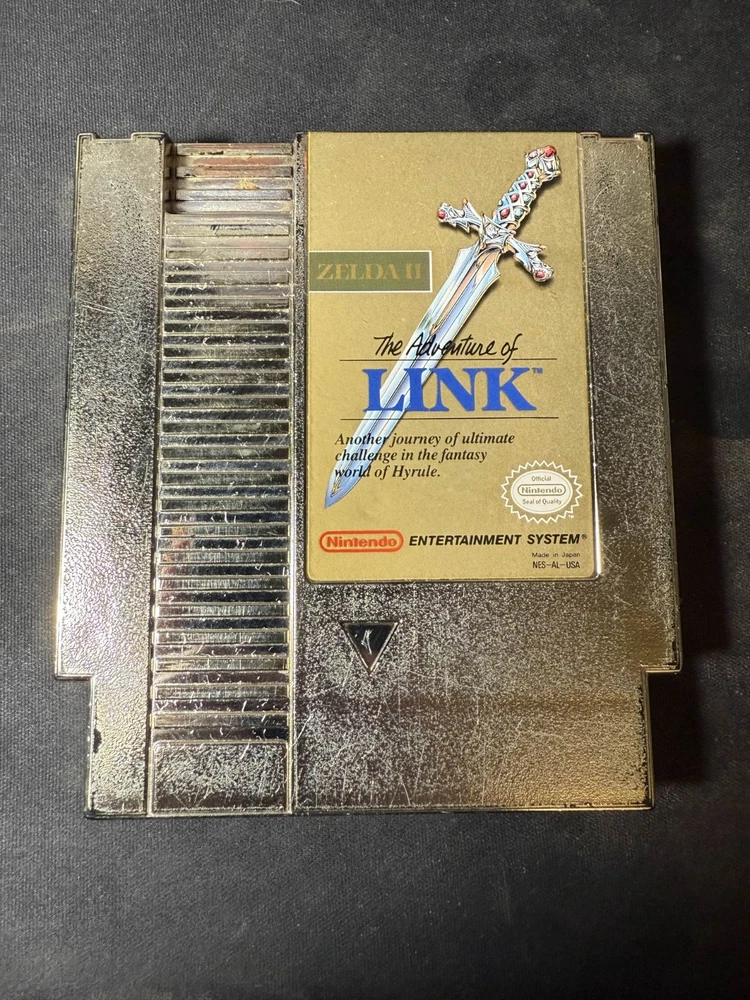 ZELDA II
The Adventure of
LINK™
Another journey of ultimate
challenge in the fantasy
world of Hyrule.
Official
Nintendo
Seal of Quality
Nintendo ENTERTAINMENT SYSTEM®
Made in Japan
NES-AL-USA